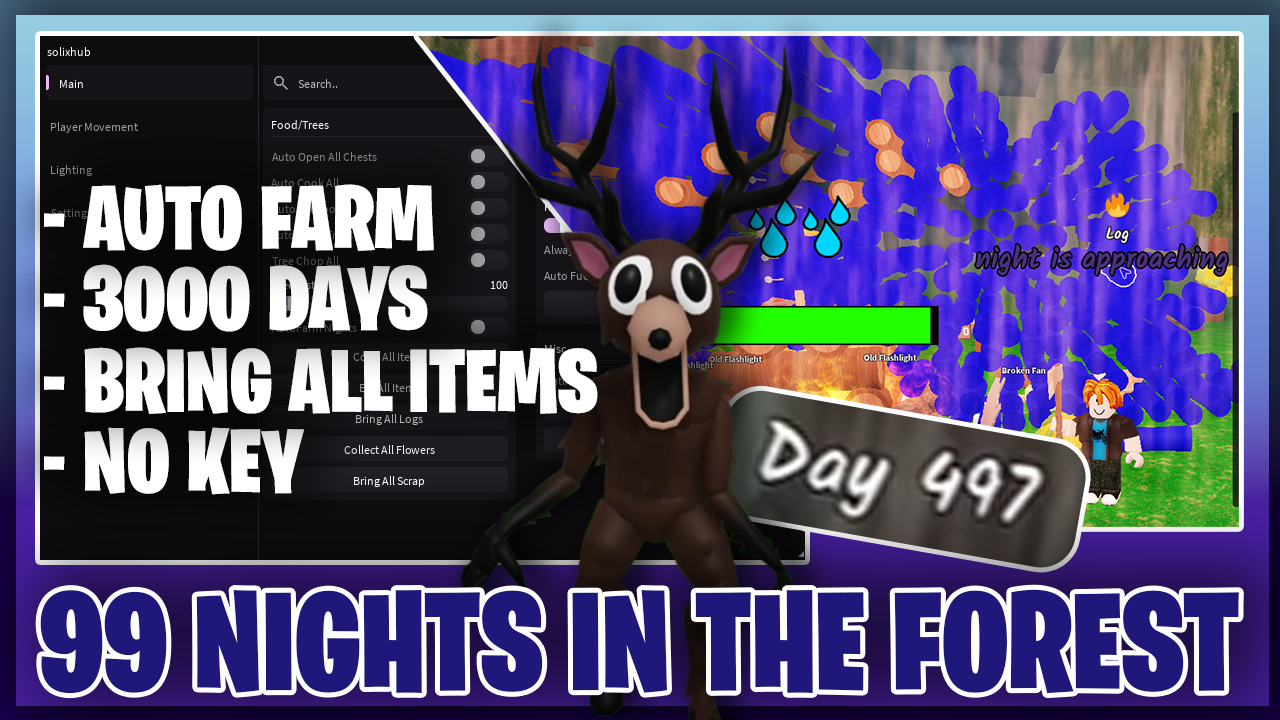 solixhub
Main
Search..
Player Movement
Food/Trees
Auto Open All Chests
Lighting
Auto Cook All
- AUTO FARM
Tree Chop All
100
- 3000 DAYS
- BRING ALL ITEMS
Bring All Logs
- NO KEY
Collect All Flowers
Bring All Scrap
Auto
Misc
Log
night is approaching
Old Flashlight
Old Flashlight
Broken Fan
Day 497
99 NIGHTS IN THE FOREST